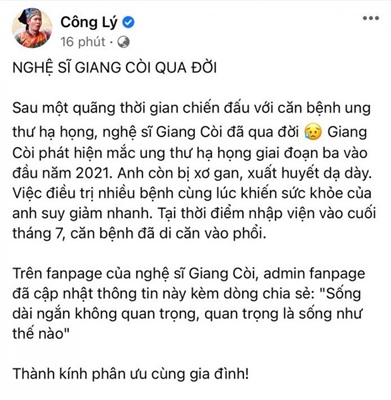 Công Lý
16 phút
NGHỆ SĨ GIANG CÒI QUA ĐỜI
Sau một quãng thời gian chiến đấu với căn bệnh ung
thư hạ họng, nghệ sĩ Giang Còi đã qua đời 😥 Giang
Còi phát hiện mắc ung thư hạ họng giai đoạn ba vào
đầu năm 2021. Anh còn bị xơ gan, xuất huyết dạ dày.
Việc điều trị nhiều bệnh cùng lúc khiến sức khỏe của
anh suy giảm nhanh. Tại thời điểm nhập viện vào cuối
tháng 7, căn bệnh đã di căn vào phổi.
Trên fanpage của nghệ sĩ Giang Còi, admin fanpage
đã cập nhật thông tin này kèm dòng chia sẻ: "Sống
dài ngắn không quan trọng, quan trọng là sống như
thế nào"
Thành kính phân ưu cùng gia đình!